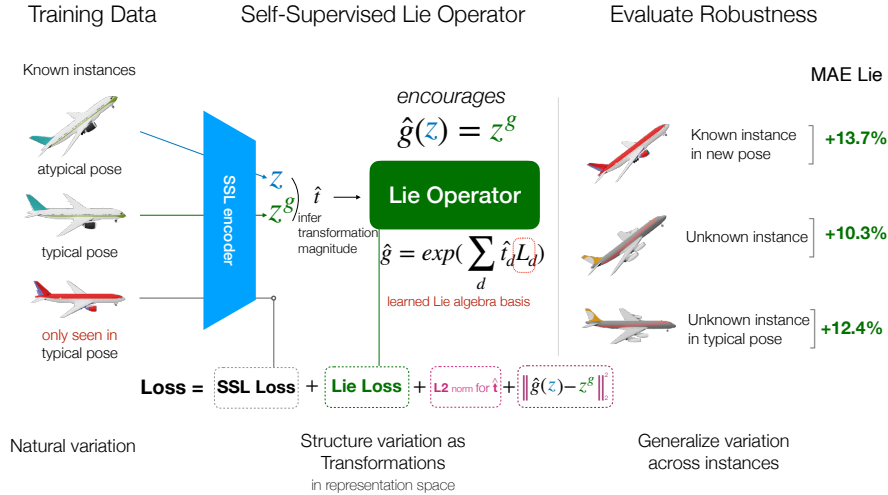 Training Data
Self-Supervised Lie Operator
Evaluate Robustness
Known instances
atypical pose
typical pose
only seen in
typical pose
SSL encoder
z
z^g
t̂
infer
transformation
magnitude
encourages
ĝ(z) = z^g
Lie Operator
ĝ = exp(∑_d t̂_d L_d)
learned Lie algebra basis
MAE Lie
Known instance
in new pose
+13.7%
Unknown instance
+10.3%
Unknown instance
in typical pose
+12.4%
Loss = SSL Loss + Lie Loss + L2 norm for t̂ + ‖ĝ(z)−z^g‖₂²
Natural variation
Structure variation as
Transformations
in representation space
Generalize variation
across instances